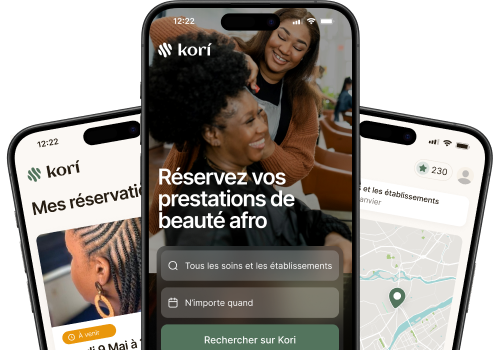 12:22
korí
Mes réservatio
À venir
di 9 Mai à
12:22
korí
Réservez vos
prestations de
beauté afro
Tous les soins et les établissements
N'importe quand
Rechercher sur Kori
230
s et les établissements
anvier